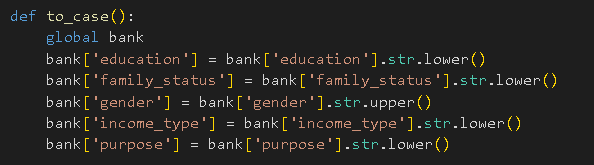 def to_case():
    global bank
    bank['education'] = bank['education'].str.lower()
    bank['family_status'] = bank['family_status'].str.lower()
    bank['gender'] = bank['gender'].str.upper()
    bank['income_type'] = bank['income_type'].str.lower()
    bank['purpose'] = bank['purpose'].str.lower()